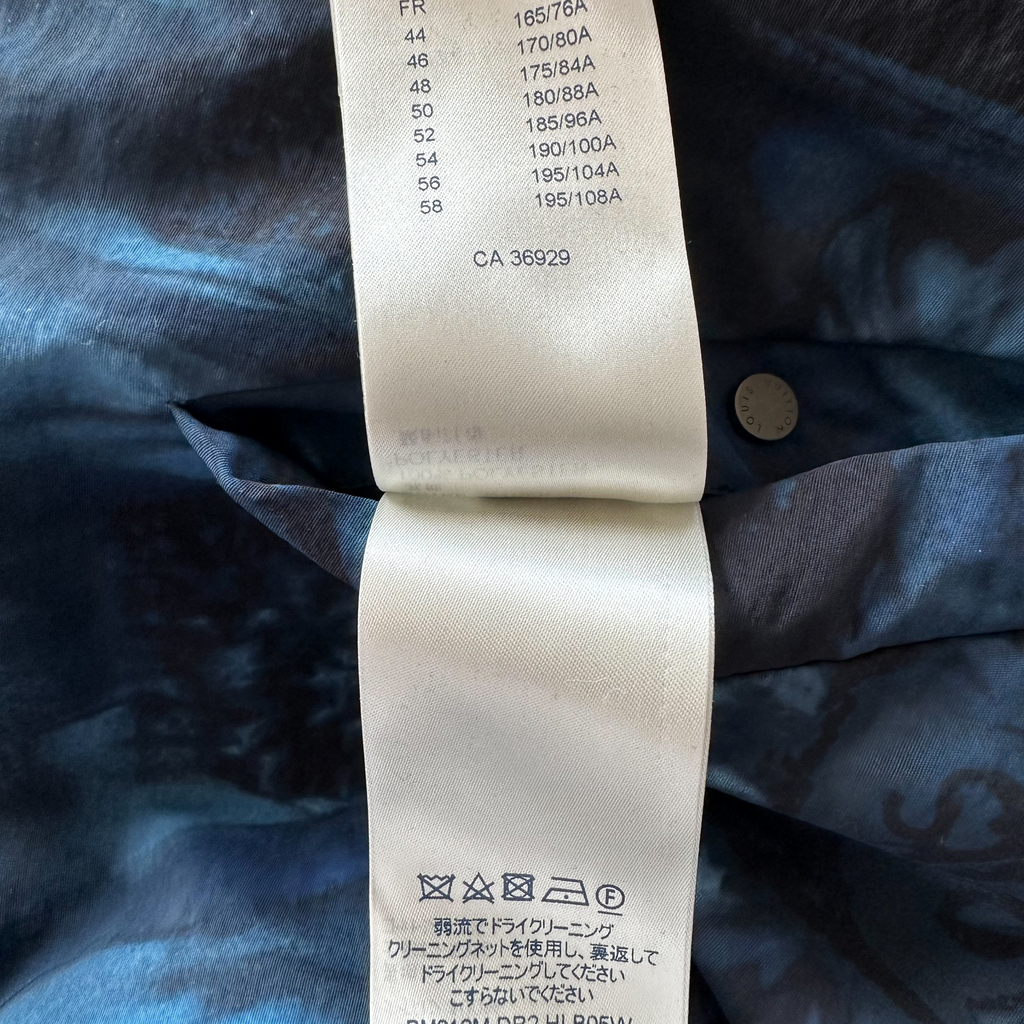 FR 165/76A
44 170/80A
46 175/84A
48 180/88A
50 185/96A
52 190/100A
54 195/104A
56 195/108A
58
CA 36929
LOUIS VUITTON
POLYESTER
POLYESTER
F
弱流でドライクリーニング
クリーニングネットを使用し、裏返して
ドライクリーニングしてください
こすらないでください